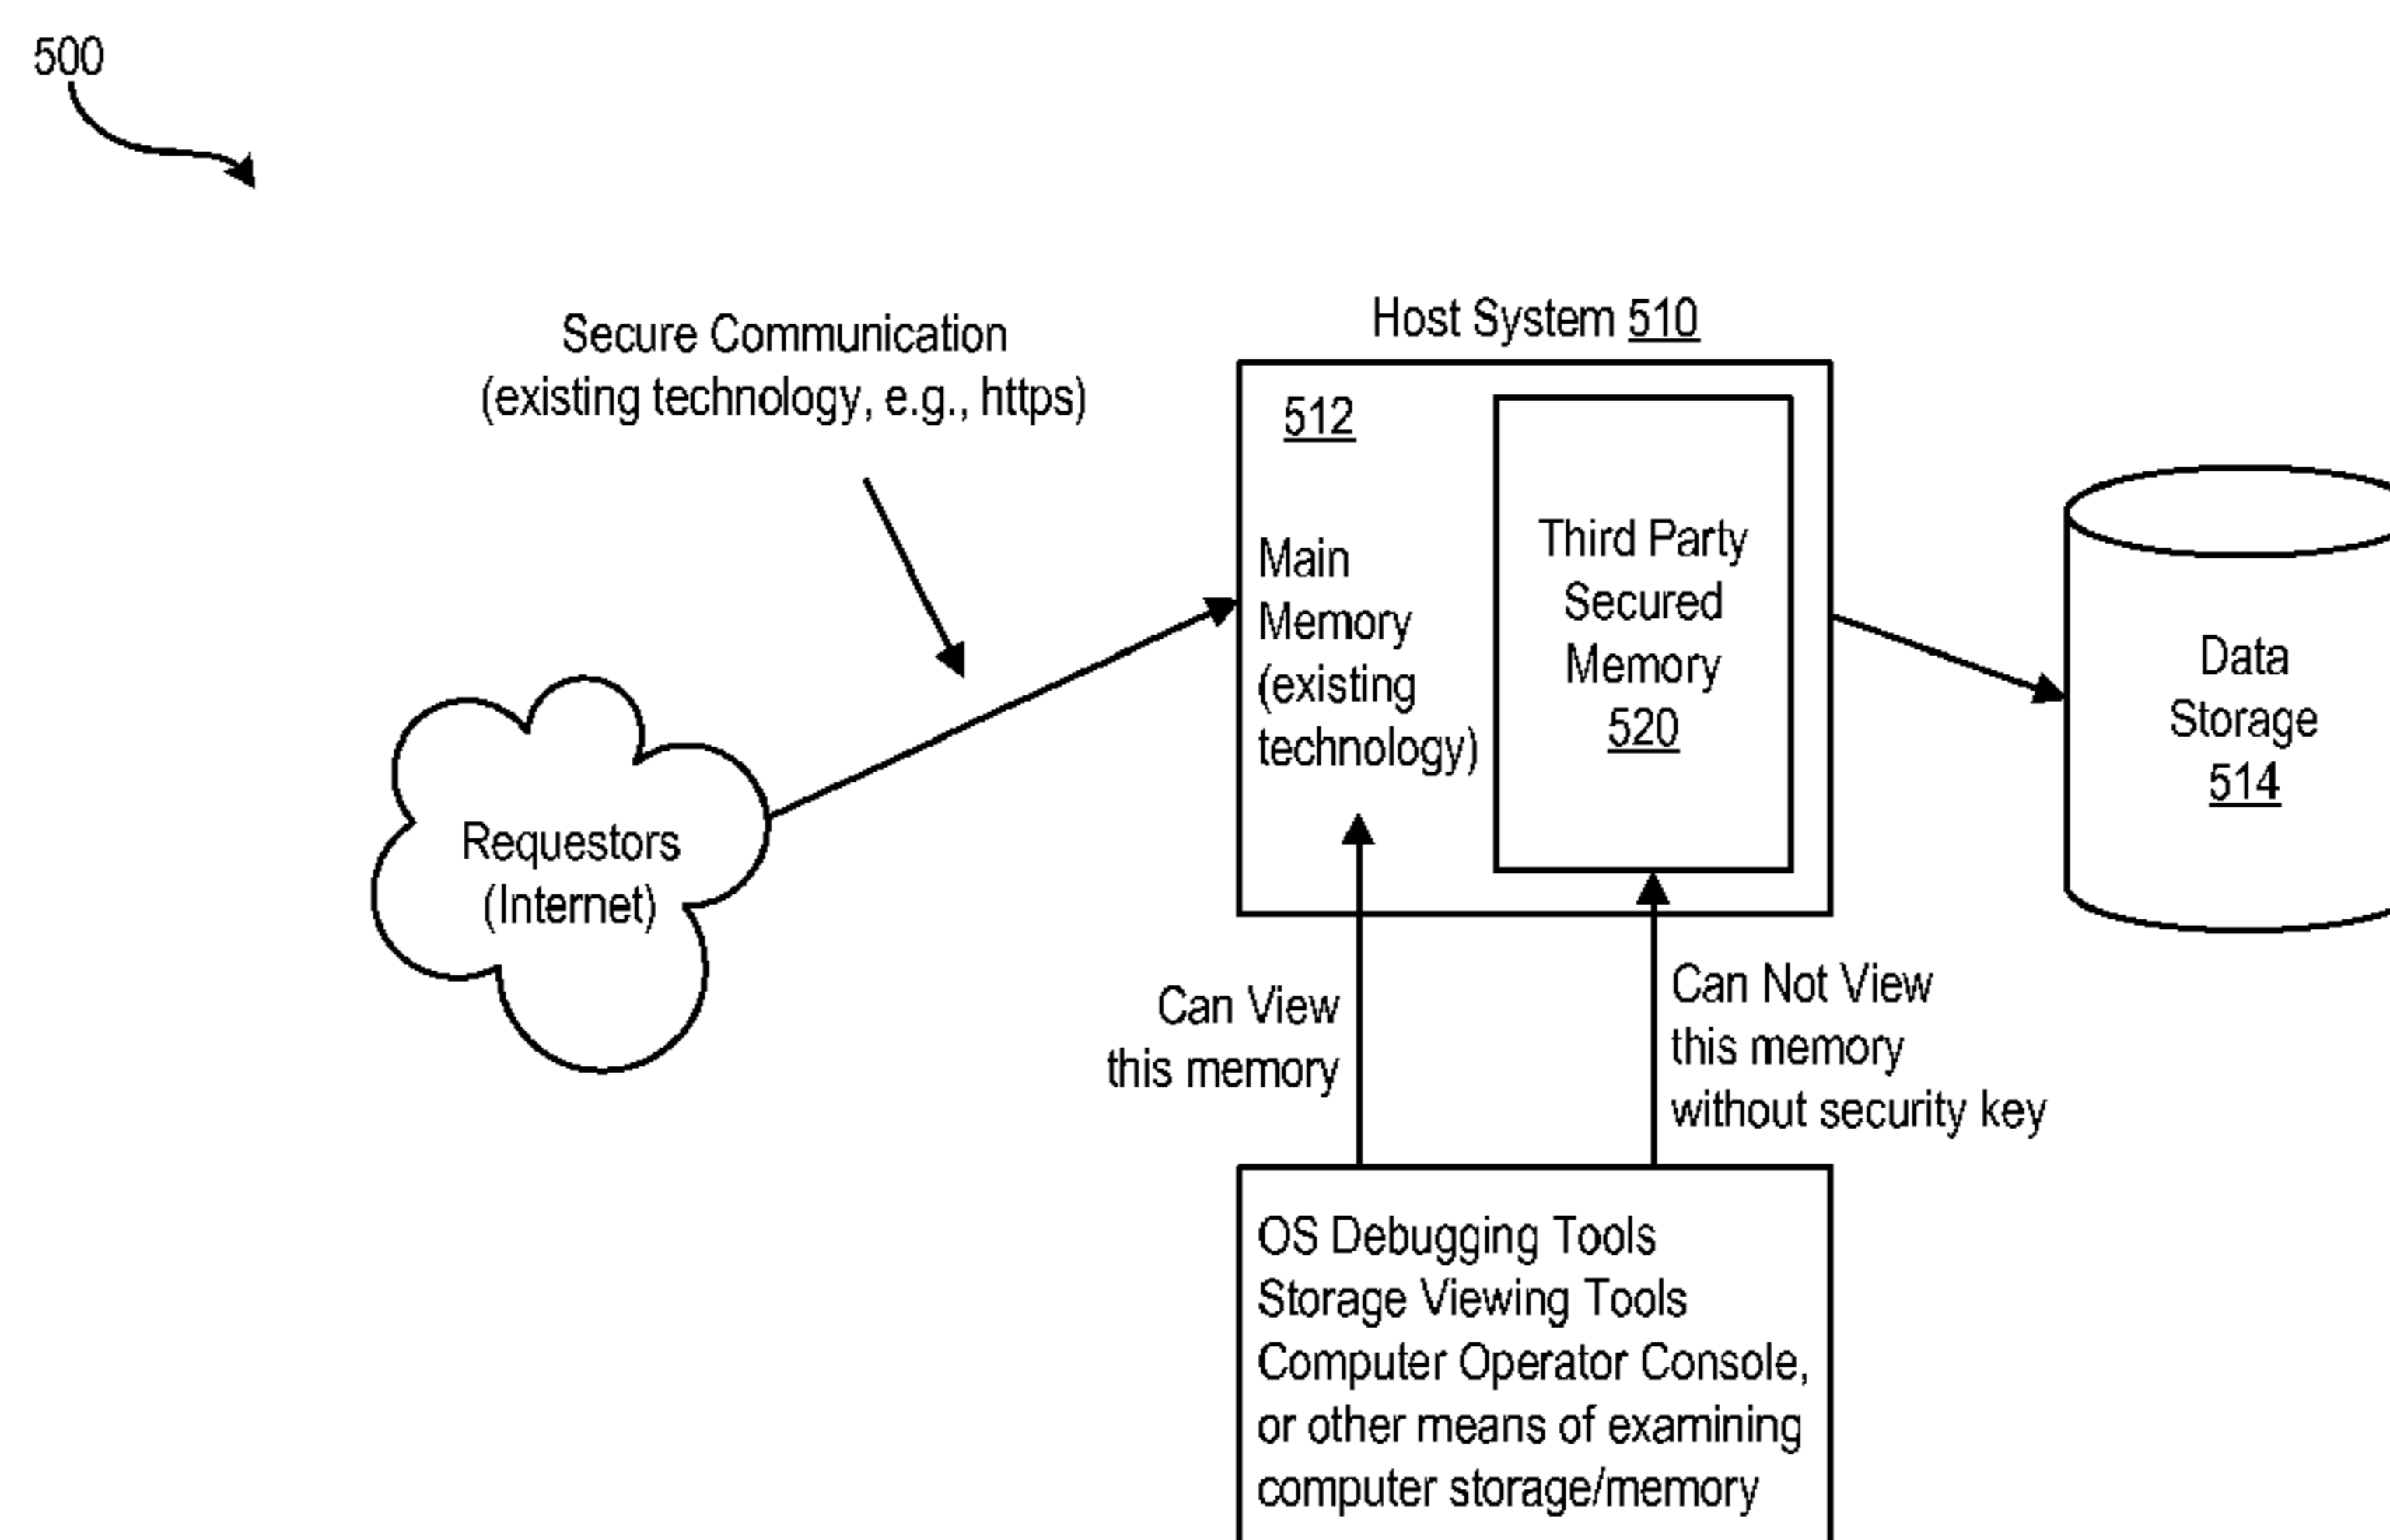 500
Secure Communication
(existing technology, e.g., https)
Host System 510
512
Main
Memory
(existing
technology)
Third Party
Secured
Memory
520
Data
Storage
514
Requestors
(Internet)
Can View
this memory
Can Not View
this memory
without security key
OS Debugging Tools
Storage Viewing Tools
Computer Operator Console,
or other means of examining
computer storage/memory